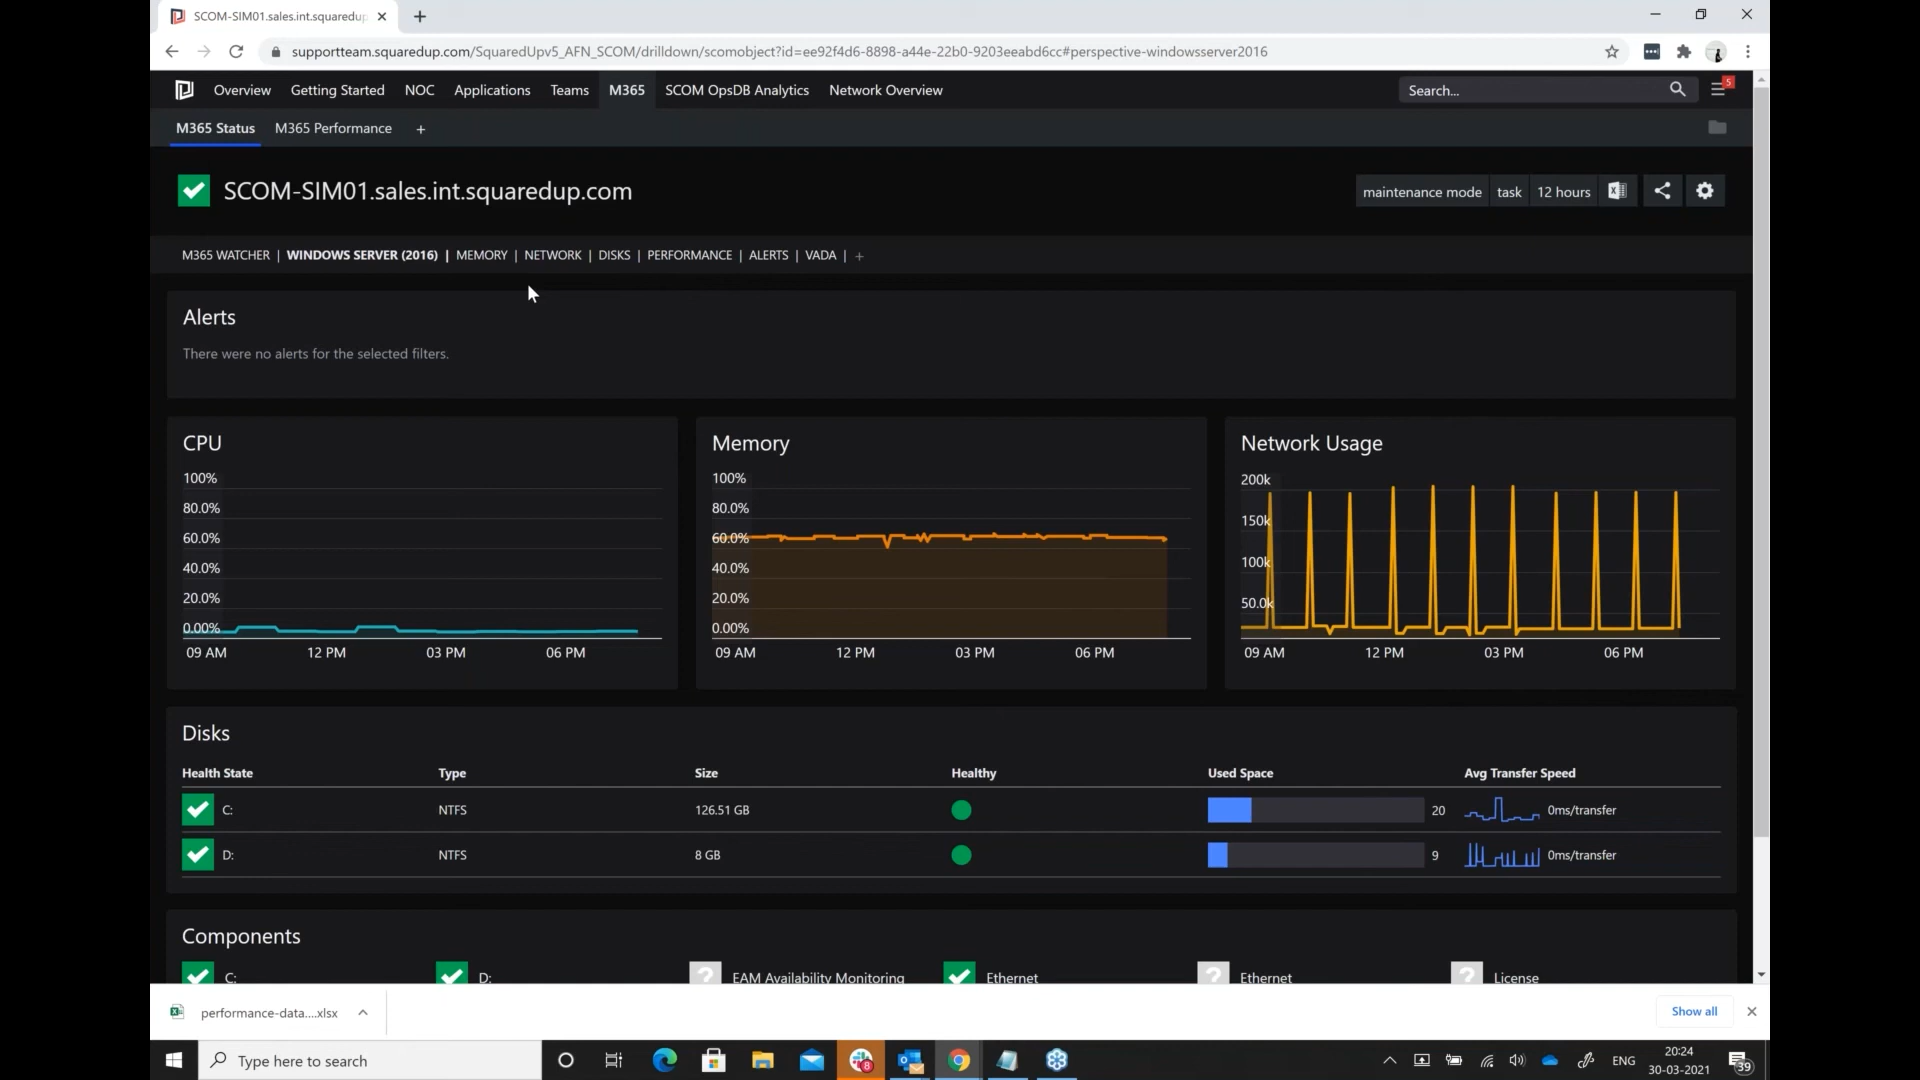 SCOM-SIM01.sales.int.squaredup
supportteam.squaredup.com/SquaredUpv5_AFN_SCOM/drilldown/scomobject?id=ee92f4d6-8898-a44e-22b0-9203eeabd6cc#perspective-windowsserver2016
Overview Getting Started NOC Applications Teams M365 SCOM OpsDB Analytics Network Overview Search... 5
M365 Status M365 Performance +
SCOM-SIM01.sales.int.squaredup.com maintenance mode task 12 hours
M365 WATCHER | WINDOWS SERVER (2016) | MEMORY | NETWORK | DISKS | PERFORMANCE | ALERTS | VADA | +
Alerts
There were no alerts for the selected filters.
CPU
100%
80.0%
60.0%
40.0%
20.0%
0.00%
09 AM 12 PM 03 PM 06 PM
Memory
100%
80.0%
60.0%
40.0%
20.0%
0.00%
09 AM 12 PM 03 PM 06 PM
Network Usage
200k
150k
100k
50.0k
09 AM 12 PM 03 PM 06 PM
Disks
Health State Type Size Healthy Used Space Avg Transfer Speed
C: NTFS 126.51 GB 20 0ms/transfer
D: NTFS 8 GB 9 0ms/transfer
Components
C: D: ? EAM Availability Monitoring Ethernet ? Ethernet ? License
performance-data....xlsx Show all
Type here to search 8 ENG 20:24
30-03-2021 39